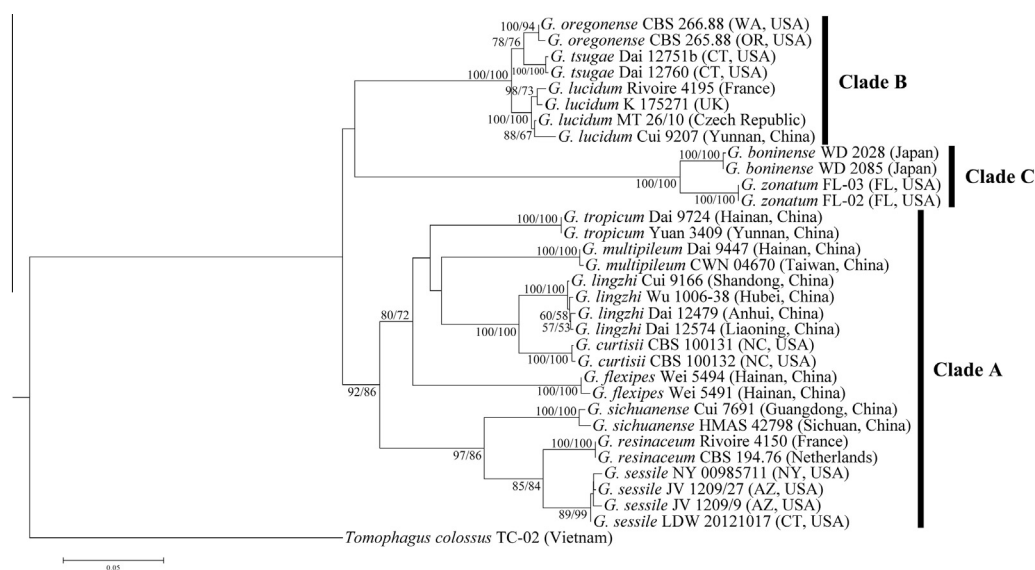 100/94
G. oregonense CBS 266.88 (WA, USA)
78/76
G. oregonense CBS 265.88 (OR, USA)
G. tsugae Dai 12751b (CT, USA)
100/100
100/100
G. tsugae Dai 12760 (CT, USA)
Clade B
98/73
G. lucidum Rivoire 4195 (France)
G. lucidum K 175271 (UK)
100/100
G. lucidum MT 26/10 (Czech Republic)
88/67
G. lucidum Cui 9207 (Yunnan, China)
100/100
G. boninense WD 2028 (Japan)
G. boninense WD 2085 (Japan)
Clade C
100/100
G. zonatum FL-03 (FL, USA)
100/100
G. zonatum FL-02 (FL, USA)
100/100
G. tropicum Dai 9724 (Hainan, China)
G. tropicum Yuan 3409 (Yunnan, China)
100/100
G. multipileum Dai 9447 (Hainan, China)
G. multipileum CWN 04670 (Taiwan, China)
G. lingzhi Cui 9166 (Shandong, China)
100/100
G. lingzhi Wu 1006-38 (Hubei, China)
80/72
60/58
G. lingzhi Dai 12479 (Anhui, China)
100/100
57/53
G. lingzhi Dai 12574 (Liaoning, China)
G. curtisii CBS 100131 (NC, USA)
100/100
G. curtisii CBS 100132 (NC, USA)
Clade A
G. flexipes Wei 5494 (Hainan, China)
92/86
100/100
G. flexipes Wei 5491 (Hainan, China)
100/100
G. sichuanense Cui 7691 (Guangdong, China)
G. sichuanense HMAS 42798 (Sichuan, China)
100/100
G. resinaceum Rivoire 4150 (France)
97/86
G. resinaceum CBS 194.76 (Netherlands)
G. sessile NY 00985711 (NY, USA)
85/84
G. sessile JV 1209/27 (AZ, USA)
G. sessile JV 1209/9 (AZ, USA)
89/99
G. sessile LDW 20121017 (CT, USA)
Tomophagus colossus TC-02 (Vietnam)
0.05